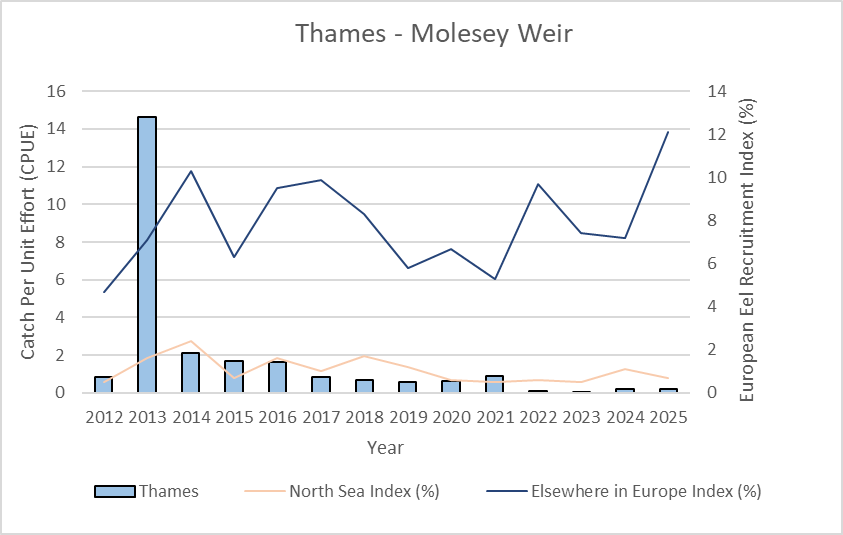 Thames - Molesey Weir
Catch Per Unit Effort (CPUE)
16
14
12
10
8
6
4
2
0
14
12
10
8
6
4
2
0
European Eel Recruitment Index (%)
2012 2013 2014 2015 2016 2017 2018 2019 2020 2021 2022 2023 2024 2025
Year
Thames North Sea Index (%) Elsewhere in Europe Index (%)